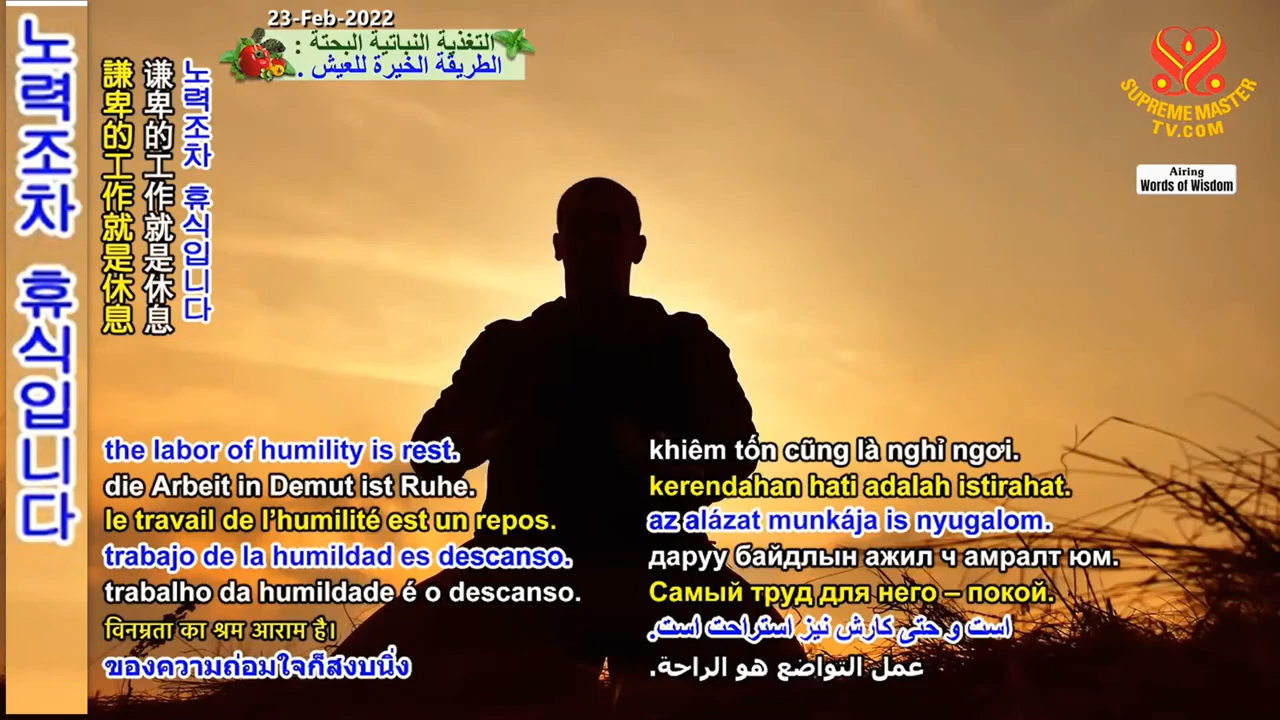 23-Feb-2022
التغذية النباتية البحتة :
الطريقة الخيرة للعيش .
SUPREME MASTER
TV.COM
Airing
Words of Wisdom
노력조차 휴식입니다
謙卑的工作就是休息
谦卑的工作就是休息
노력조차 휴식입니다
the labor of humility is rest.
die Arbeit in Demut ist Ruhe.
le travail de l’humilité est un repos.
trabajo de la humildad es descanso.
trabalho da humildade é o descanso.
विनम्रता का श्रम आराम है।
ของความถ่อมใจก็สงบนิ่ง
khiêm tốn cũng là nghỉ ngơi.
kerendahan hati adalah istirahat.
az alázat munkája is nyugalom.
даруу байдлын ажил ч амралт юм.
Самый труд для него – покой.
است و حتی کارش نیز استراحت است.
عمل التواضع هو الراحة.